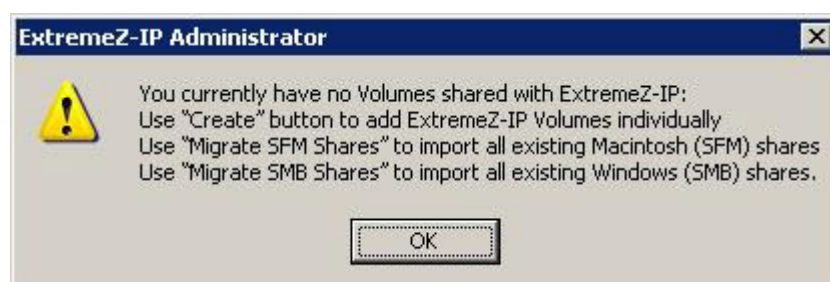 ExtremeZ-IP Administrator
You currently have no Volumes shared with ExtremeZ-IP:
Use "Create" button to add ExtremeZ-IP Volumes individually
Use "Migrate SFM Shares" to import all existing Macintosh (SFM) shares
Use "Migrate SMB Shares" to import all existing Windows (SMB) shares.
OK